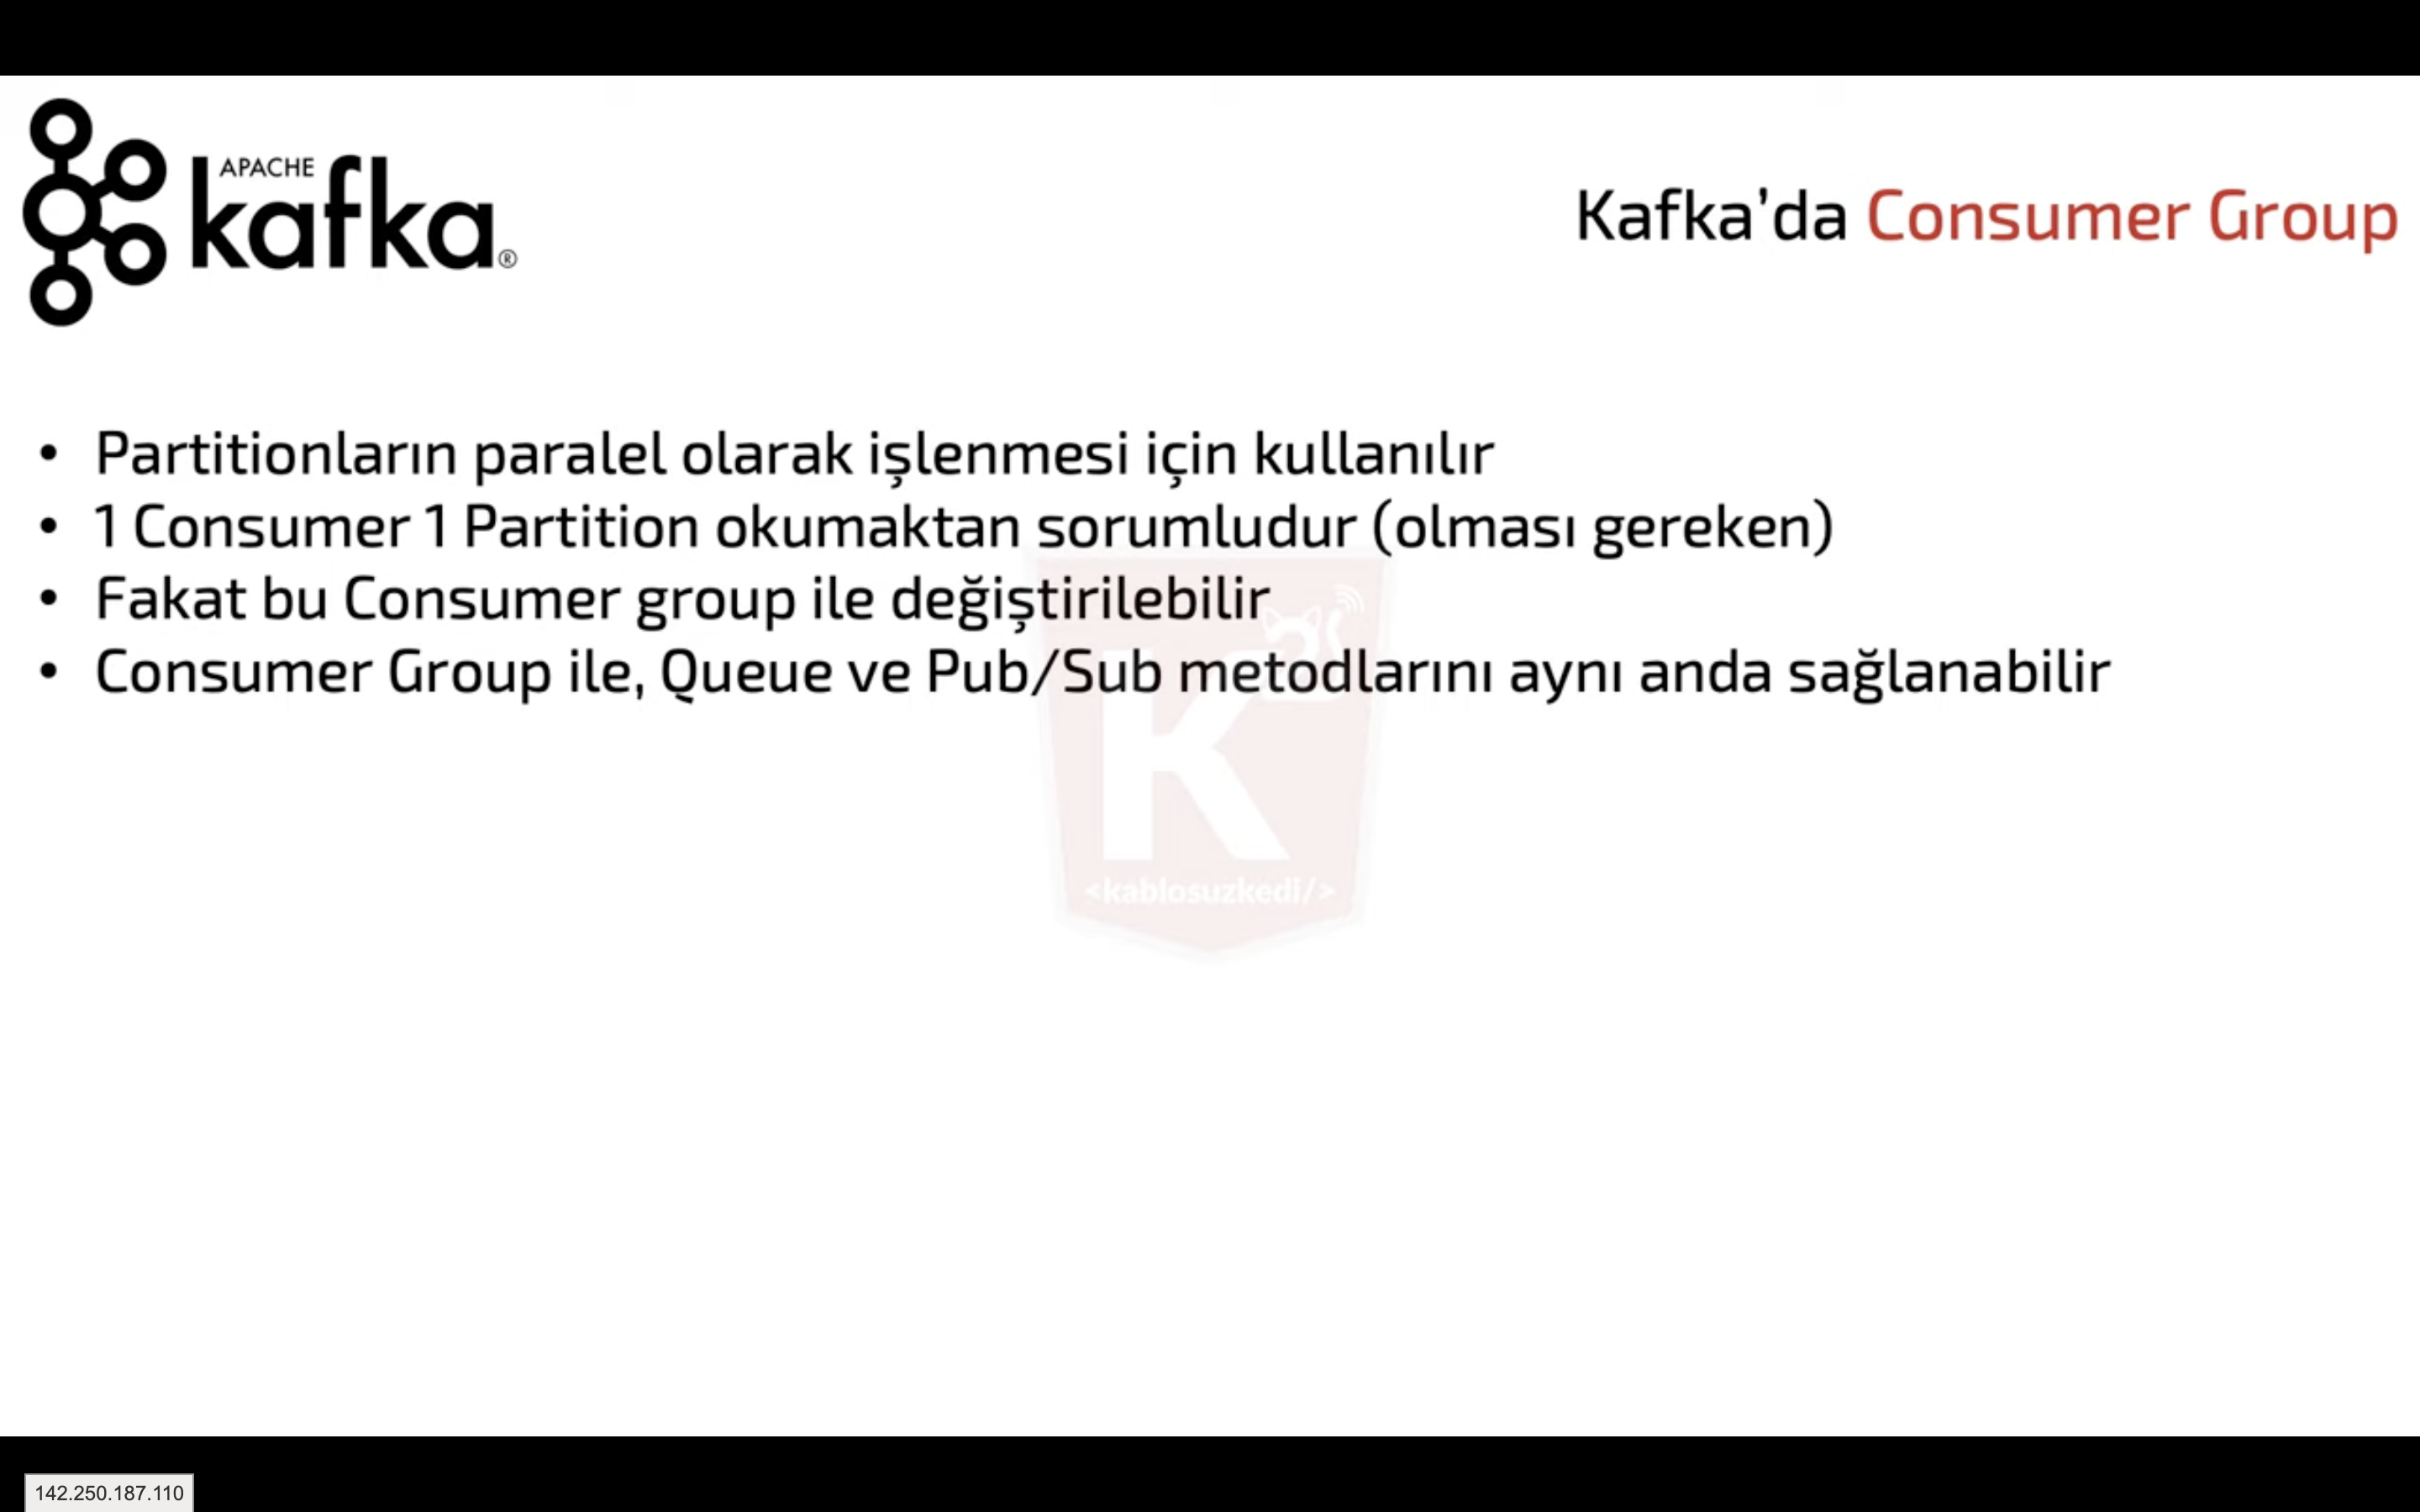 APACHE
kafka®
Kafka'da Consumer Group
• Partitionların paralel olarak işlenmesi için kullanılır
• 1 Consumer 1 Partition okumaktan sorumludur (olması gereken)
• Fakat bu Consumer group ile değiştirilebilir
• Consumer Group ile, Queue ve Pub/Sub metodlarını aynı anda sağlanabilir
K
<kablosuzkedi/>
142.250.187.110